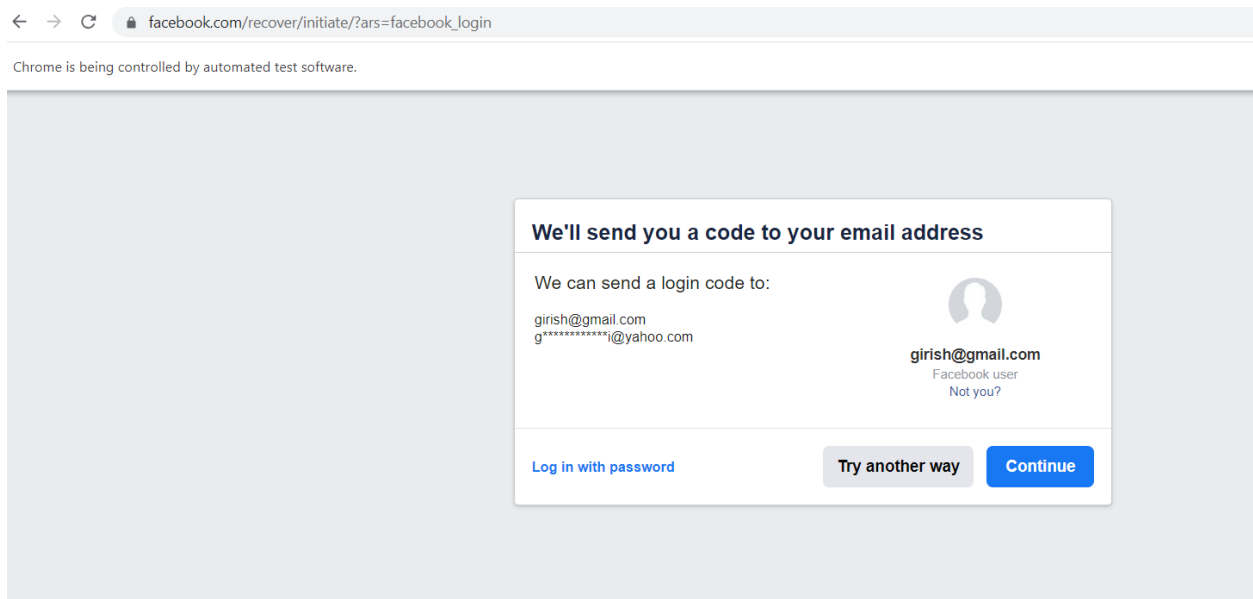 facebook.com/recover/initiate/?ars=facebook_login
Chrome is being controlled by automated test software.
We'll send you a code to your email address
We can send a login code to:
girish@gmail.com
g************i@yahoo.com
girish@gmail.com
Facebook user
Not you?
Log in with password
Try another way
Continue